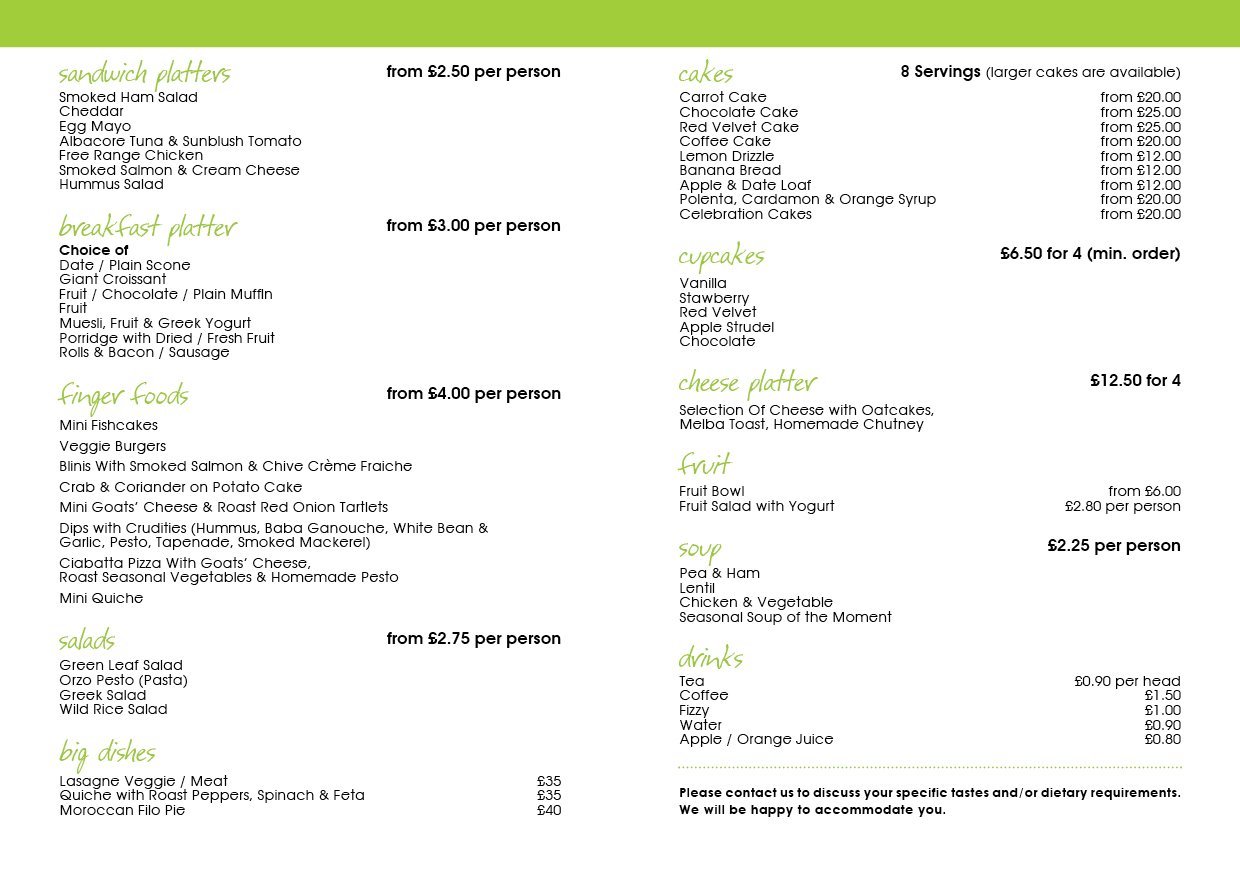 sandwich platters from £2.50 per person
Smoked Ham Salad
Cheddar
Egg Mayo
Albacore Tuna & Sunblush Tomato
Free Range Chicken
Smoked Salmon & Cream Cheese
Hummus Salad
breakfast platter from £3.00 per person
Choice of
Date / Plain Scone
Giant Croissant
Fruit / Chocolate / Plain Muffin
Fruit
Muesli, Fruit & Greek Yogurt
Porridge with Dried / Fresh Fruit
Rolls & Bacon / Sausage
finger foods from £4.00 per person
Mini Fishcakes
Veggie Burgers
Blinis With Smoked Salmon & Chive Crème Fraiche
Crab & Coriander on Potato Cake
Mini Goats’ Cheese & Roast Red Onion Tartlets
Dips with Crudities (Hummus, Baba Ganouche, White Bean &
Garlic, Pesto, Tapenade, Smoked Mackerel)
Ciabatta Pizza With Goats’ Cheese,
Roast Seasonal Vegetables & Homemade Pesto
Mini Quiche
salads from £2.75 per person
Green Leaf Salad
Orzo Pesto (Pasta)
Greek Salad
Wild Rice Salad
big dishes
Lasagne Veggie / Meat £35
Quiche with Roast Peppers, Spinach & Feta £35
Moroccan Filo Pie £40
cakes 8 Servings (larger cakes are available)
Carrot Cake from £20.00
Chocolate Cake from £25.00
Red Velvet Cake from £25.00
Coffee Cake from £20.00
Lemon Drizzle from £12.00
Banana Bread from £12.00
Apple & Date Loaf from £12.00
Polenta, Cardamon & Orange Syrup from £20.00
Celebration Cakes from £20.00
cupcakes £6.50 for 4 (min. order)
Vanilla
Stawberry
Red Velvet
Apple Strudel
Chocolate
cheese platter £12.50 for 4
Selection Of Cheese with Oatcakes,
Melba Toast, Homemade Chutney
fruit
Fruit Bowl from £6.00
Fruit Salad with Yogurt £2.80 per person
soup £2.25 per person
Pea & Ham
Lentil
Chicken & Vegetable
Seasonal Soup of the Moment
drinks
Tea £0.90 per head
Coffee £1.50
Fizzy £1.00
Water £0.90
Apple / Orange Juice £0.80
Please contact us to discuss your specific tastes and/or dietary requirements.
We will be happy to accommodate you.